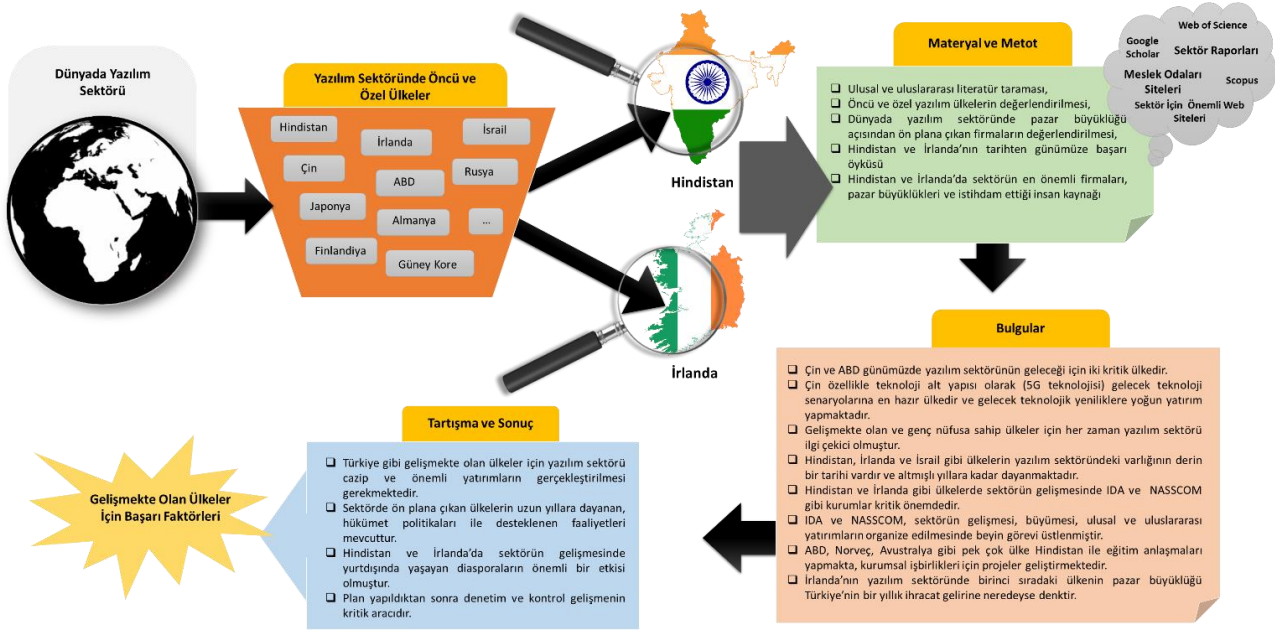 Dünyada Yazılım
Sektörü
Yazılım Sektöründe Öncü ve
Özel Ülkeler
Hindistan
İrlanda
İsrail
Çin
ABD
Rusya
Japonya
Almanya
...
Finlandiya
Güney Kore
Hindistan
İrlanda
Materyal ve Metot
Web of Science
Google
Scholar
Sektör Raporları
Meslek Odaları
Siteleri
Scopus
Sektör İçin Önemli Web
Siteleri
❑ Ulusal ve uluslararası literatür taraması,
❑ Öncü ve özel yazılım ülkelerin değerlendirilmesi,
❑ Dünyada yazılım sektöründe pazar büyüklüğü
açısından ön plana çıkan firmaların değerlendirilmesi,
❑ Hindistan ve İrlanda’nın tarihten günümüze başarı
öyküsü
❑ Hindistan ve İrlanda’da sektörün en önemli firmaları,
pazar büyüklükleri ve istihdam ettiği insan kaynağı
Bulgular
❑ Çin ve ABD günümüzde yazılım sektörünün geleceği için iki kritik ülkedir.
❑ Çin özellikle teknoloji alt yapısı olarak (5G teknolojisi) gelecek teknoloji
senaryolarına en hazır ülkedir ve gelecek teknolojik yeniliklere yoğun yatırım
yapmaktadır.
❑ Gelişmekte olan ve genç nüfusa sahip ülkeler için her zaman yazılım sektörü
ilgi çekici olmuştur.
❑ Hindistan, İrlanda ve İsrail gibi ülkelerin yazılım sektöründeki varlığının derin
bir tarihi vardır ve altmışlı yıllara kadar dayanmaktadır.
❑ Hindistan ve İrlanda gibi ülkelerde sektörün gelişmesinde IDA ve NASSCOM
gibi kurumlar kritik önemdedir.
❑ IDA ve NASSCOM, sektörün gelişmesi, büyümesi, ulusal ve uluslararası
yatırımların organize edilmesinde beyin görevi üstlenmiştir.
❑ ABD, Norveç, Avustralya gibi pek çok ülke Hindistan ile eğitim anlaşmaları
yapmakta, kurumsal işbirlikleri için projeler geliştirmektedir.
❑ İrlanda’nın yazılım sektöründe birinci sıradaki ülkenin pazar büyüklüğü
Türkiye’nin bir yıllık ihracat gelirine neredeyse denktir.
Tartışma ve Sonuç
❑ Türkiye gibi gelişmekte olan ülkeler için yazılım sektörü
cazip ve önemli yatırımların gerçekleştirilmesi
gerekmektedir.
❑ Sektörde ön plana çıkan ülkelerin uzun yıllara dayanan,
hükümet politikaları ile desteklenen faaliyetleri
mevcuttur.
❑ Hindistan ve İrlanda’da sektörün gelişmesinde
yurtdışında yaşayan diasporaların önemli bir etkisi
olmuştur.
❑ Plan yapıldıktan sonra denetim ve kontrol gelişmenin
kritik aracıdır.
Gelişmekte Olan Ülkeler
İçin Başarı Faktörleri